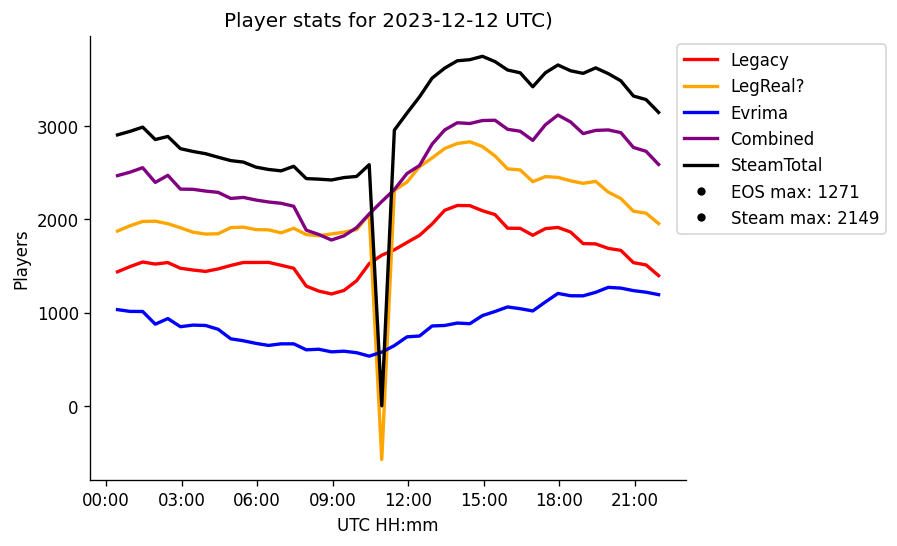 Player stats for 2023-12-12 UTC)
Legacy
LegReal?
Evrima
Combined
SteamTotal
EOS max: 1271
Steam max: 2149
Players
3000
2000
1000
0
00:00 03:00 06:00 09:00 12:00 15:00 18:00 21:00
UTC HH:mm